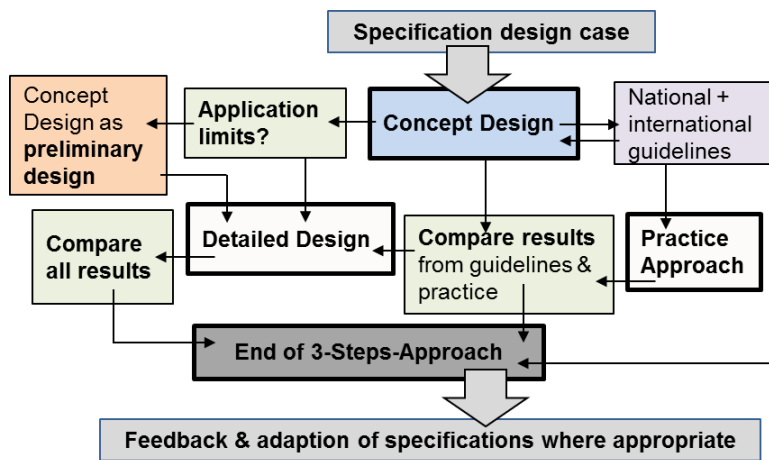 Specification design case
Concept
Design as
preliminary
design
Application
limits?
Concept Design
National +
international
guidelines
Compare
all results
Detailed Design
Compare results
from guidelines &
practice
Practice
Approach
End of 3-Steps-Approach
Feedback & adaption of specifications where appropriate